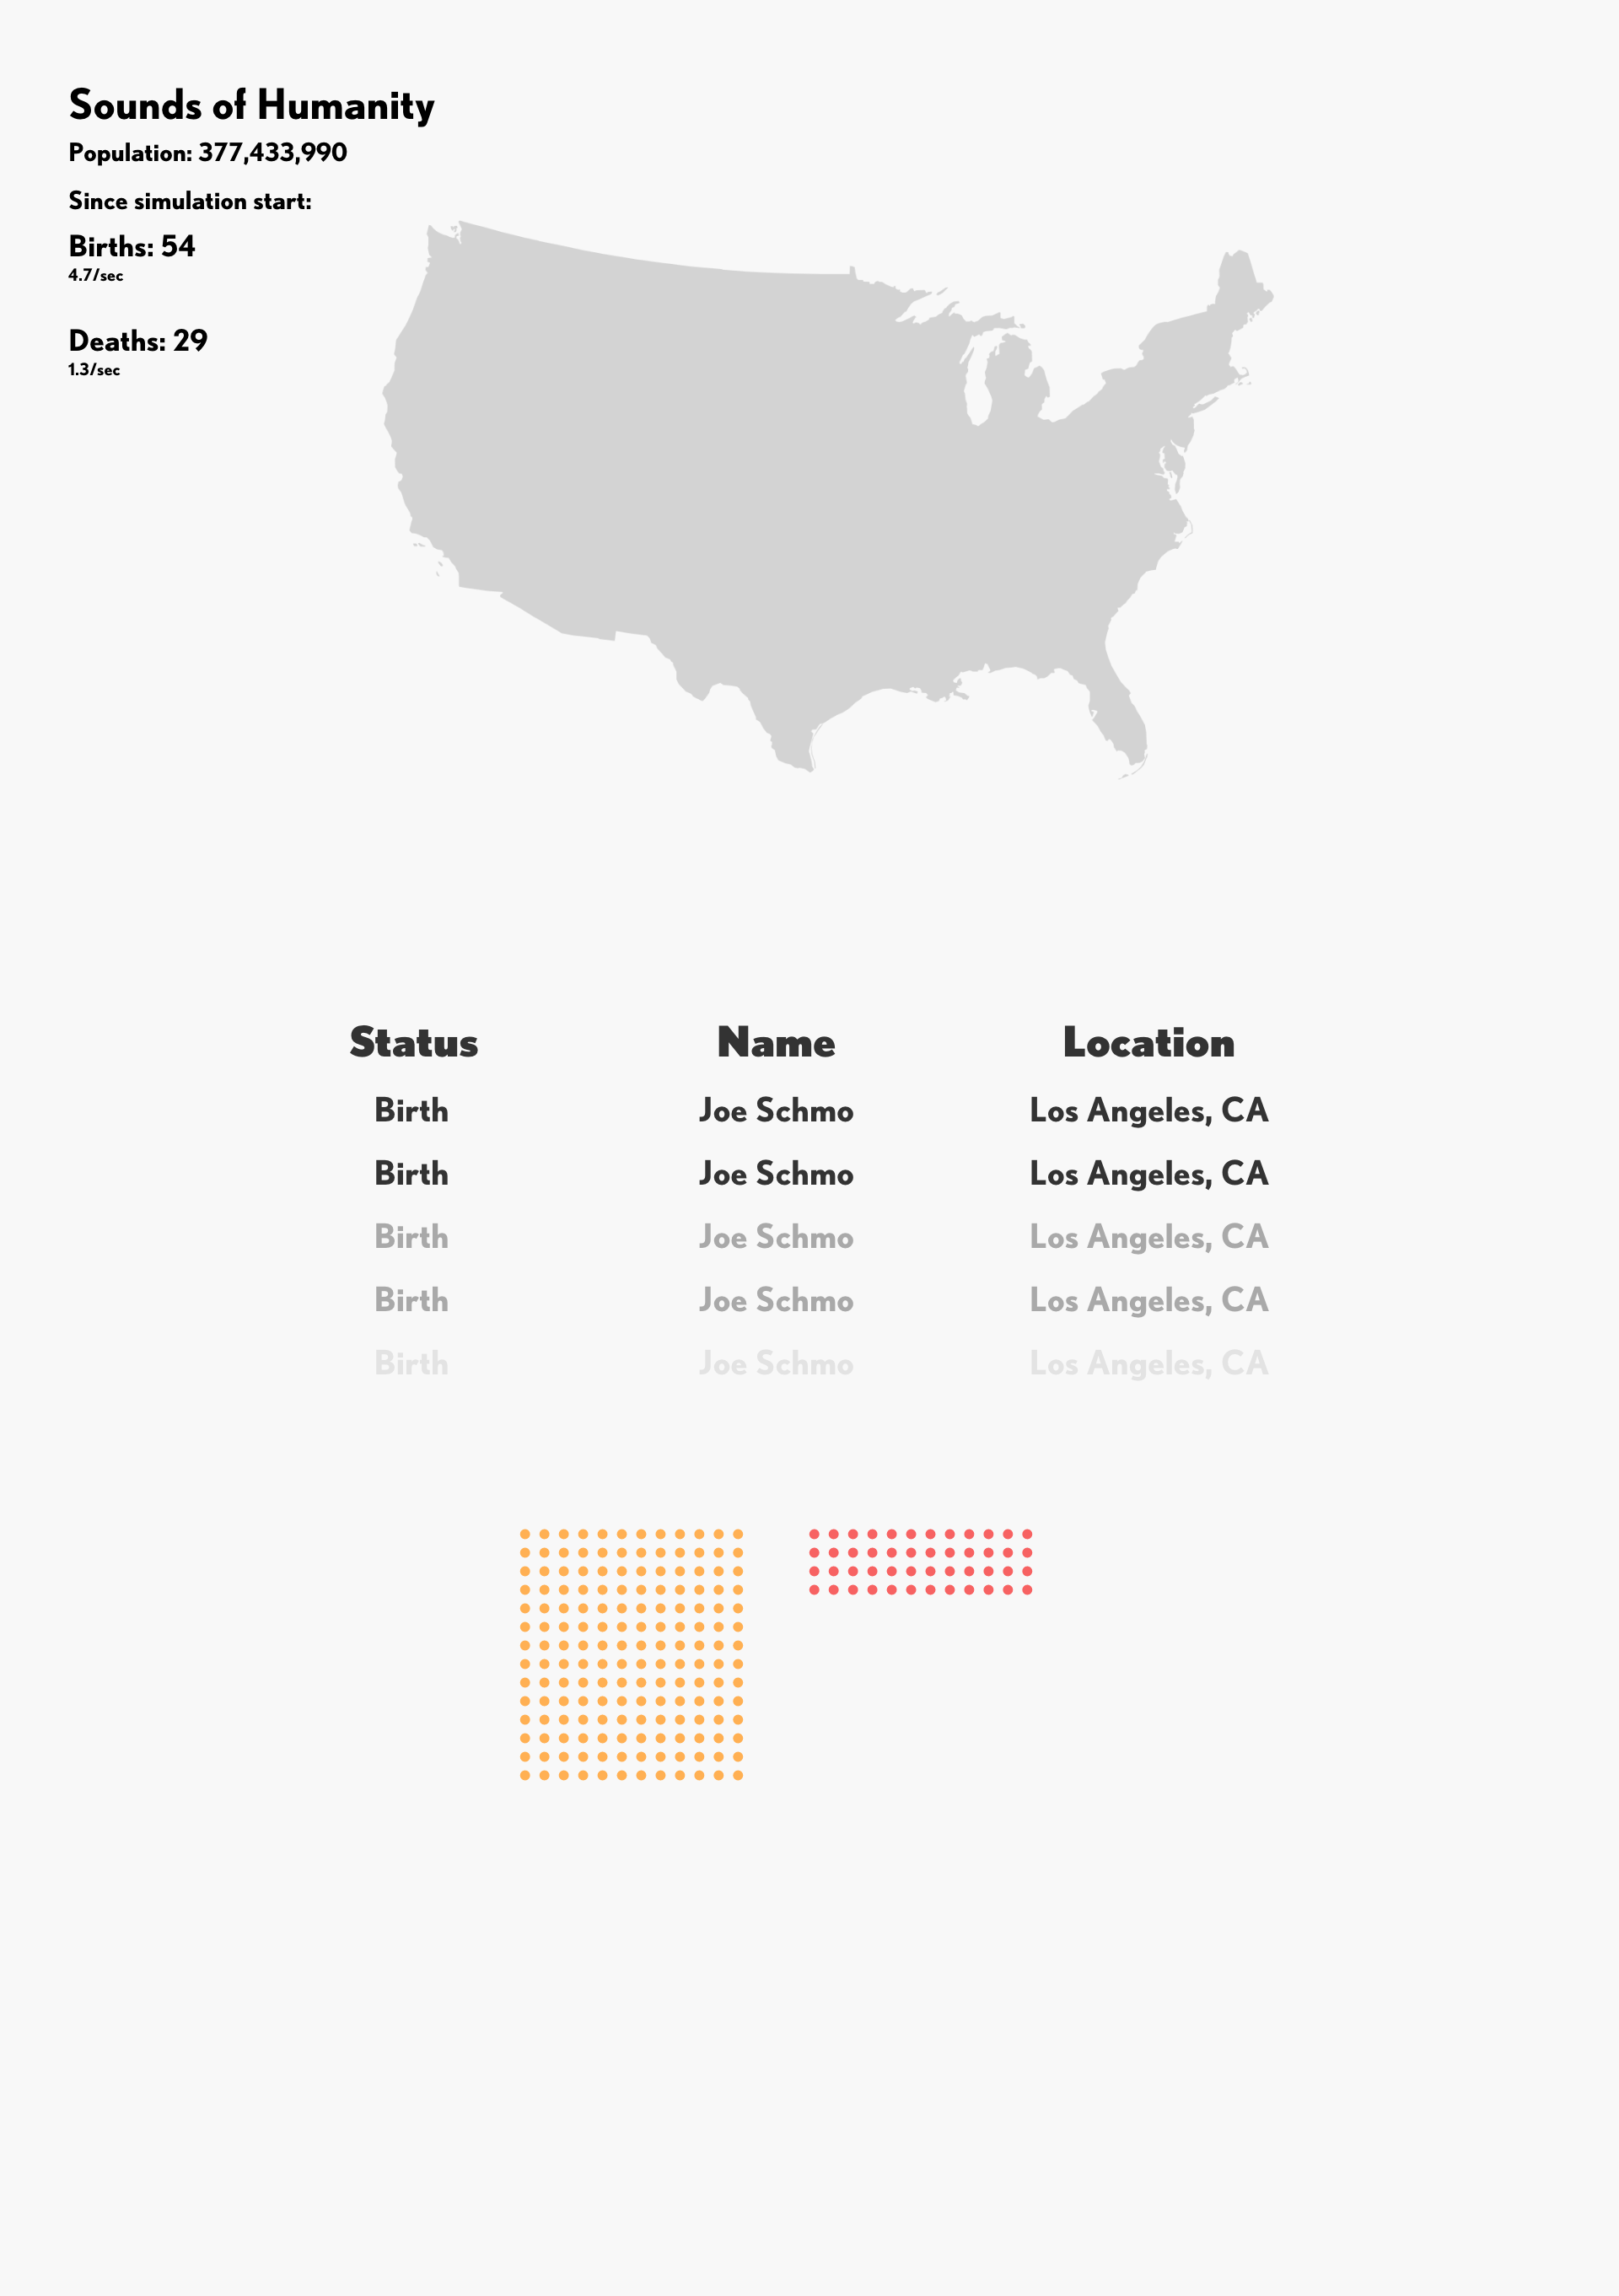 Sounds of Humanity
Population: 377,433,990
Since simulation start:
Births: 54
4.7/sec
Deaths: 29
1.3/sec
Status Name Location
Birth Joe Schmo Los Angeles, CA
Birth Joe Schmo Los Angeles, CA
Birth Joe Schmo Los Angeles, CA
Birth Joe Schmo Los Angeles, CA
Birth Joe Schmo Los Angeles, CA